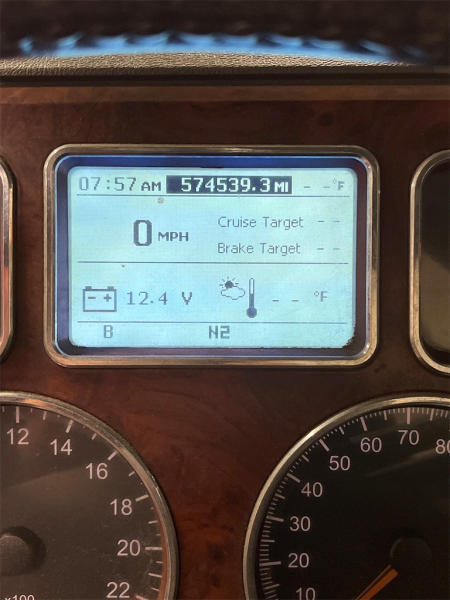 07:57 AM 574539.3 MI - -°F
0 MPH
Cruise Target - -
Brake Target - -
- + 12.4 V - - °F
B N2
12 14 16 18 20 22
x100
10 20 30 40 50 60 70 80